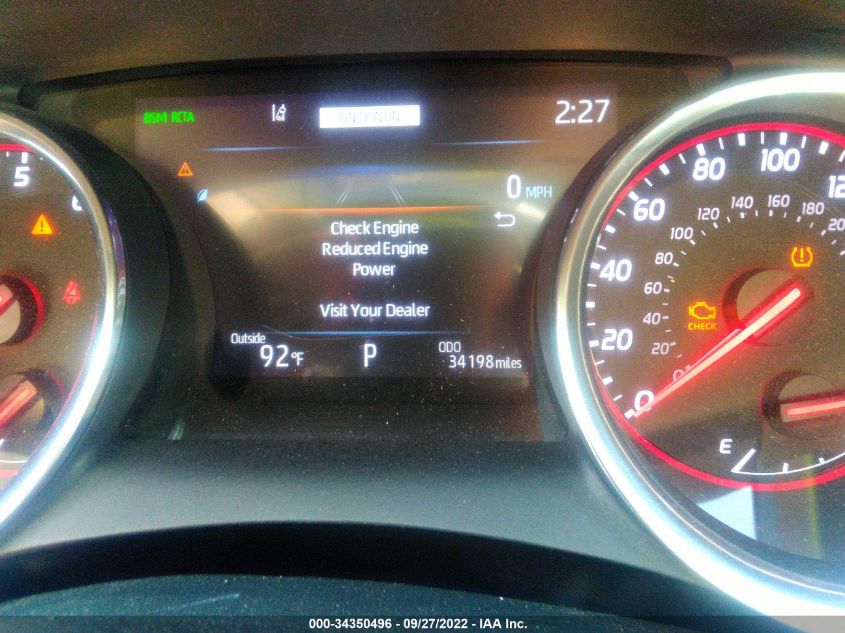 BSM RCTA
IGNITION ON
2:27
0 MPH
Check Engine
Reduced Engine
Power
Visit Your Dealer
Outside
92°F
P
ODO
34198 miles
5
6
0
20
40
60
80
100
0
20
40
60
80
100
120
140
160
180
CHECK
E
000-34350496 - 09/27/2022 - IAA Inc.